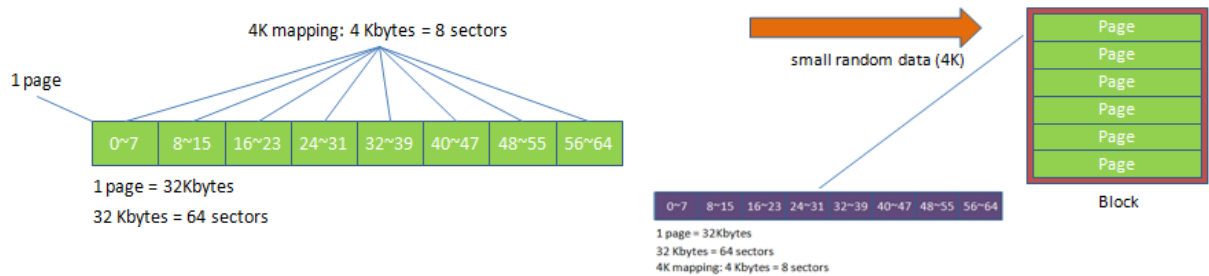 4K mapping: 4 Kbytes = 8 sectors
1 page
0~7 8~15 16~23 24~31 32~39 40~47 48~55 56~64
1 page = 32Kbytes
32 Kbytes = 64 sectors
small random data (4K)
Page
Page
Page
Page
Page
Page
Block
0~7 8~15 16~23 24~31 32~39 40~47 48~55 56~64
1 page = 32Kbytes
32 Kbytes = 64 sectors
4K mapping: 4 Kbytes = 8 sectors